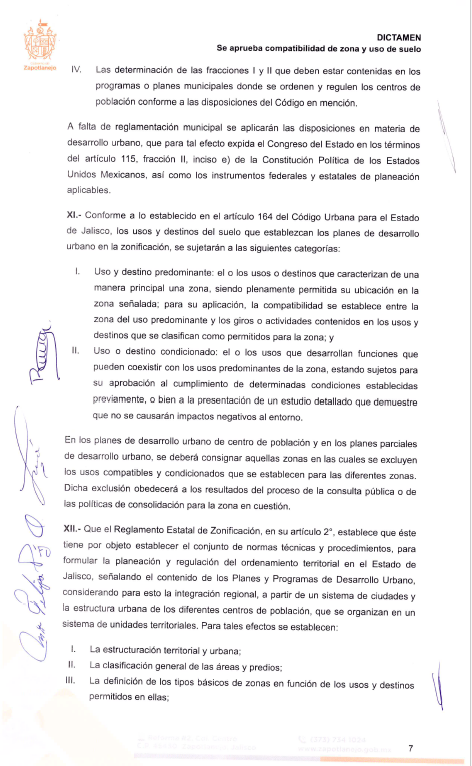 DICTAMEN
Se aprueba compatibilidad de zona y uso de suelo
Zapotlanejo
IV. Las determinación de las fracciones I y II que deben estar contenidas en los
programas o planes municipales donde se ordenen y regulen los centros de
población conforme a las disposiciones del Código en mención.
A falta de reglamentación municipal se aplicarán las disposiciones en materia de
desarrollo urbano, que para tal efecto expida el Congreso del Estado en los términos
del artículo 115, fracción II, inciso e) de la Constitución Política de los Estados
Unidos Mexicanos, así como los instrumentos federales y estatales de planeación
aplicables.
XI.- Conforme a lo establecido en el artículo 164 del Código Urbana para el Estado
de Jalisco, los usos y destinos del suelo que establezcan los planes de desarrollo
urbano en la zonificación, se sujetarán a las siguientes categorías:
I. Uso y destino predominante: el o los usos o destinos que caracterizan de una
manera principal una zona, siendo plenamente permitida su ubicación en la
zona señalada; para su aplicación, la compatibilidad se establece entre la
zona del uso predominante y los giros o actividades contenidos en los usos y
destinos que se clasifican como permitidos para la zona; y
II. Uso o destino condicionado: el o los usos que desarrollan funciones que
pueden coexistir con los usos predominantes de la zona, estando sujetos para
su aprobación al cumplimiento de determinadas condiciones establecidas
previamente, o bien a la presentación de un estudio detallado que demuestre
que no se causarán impactos negativos al entorno.
En los planes de desarrollo urbano de centro de población y en los planes parciales
de desarrollo urbano, se deberá consignar aquellas zonas en las cuales se excluyen
los usos compatibles y condicionados que se establecen para las diferentes zonas.
Dicha exclusión obedecerá a los resultados del proceso de la consulta pública o de
las políticas de consolidación para la zona en cuestión.
XII.- Que el Reglamento Estatal de Zonificación, en su artículo 2°, establece que éste
tiene por objeto establecer el conjunto de normas técnicas y procedimientos, para
formular la planeación y regulación del ordenamiento territorial en el Estado de
Jalisco, señalando el contenido de los Planes y Programas de Desarrollo Urbano,
considerando para esto la integración regional, a partir de un sistema de ciudades y
la estructura urbana de los diferentes centros de población, que se organizan en un
sistema de unidades territoriales. Para tales efectos se establecen:
I. La estructuración territorial y urbana;
II. La clasificación general de las áreas y predios;
III. La definición de los tipos básicos de zonas en función de los usos y destinos
permitidos en ellas;
7